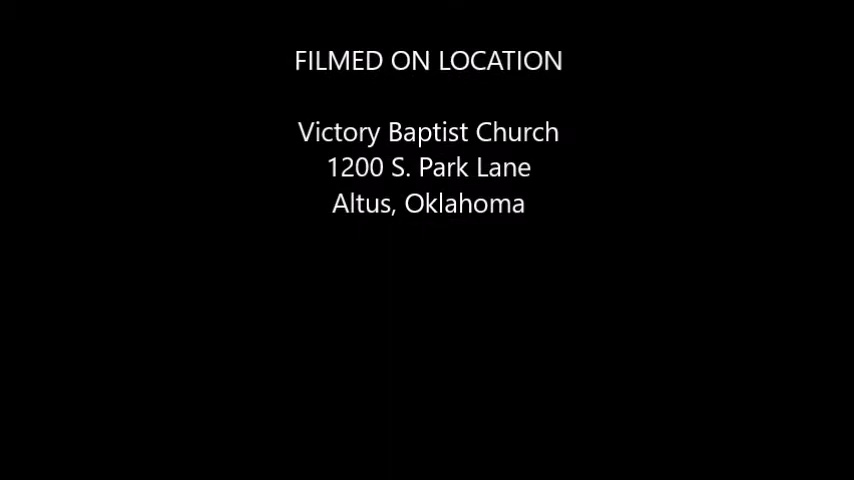 FILMED ON LOCATION
Victory Baptist Church
1200 S. Park Lane
Altus, Oklahoma